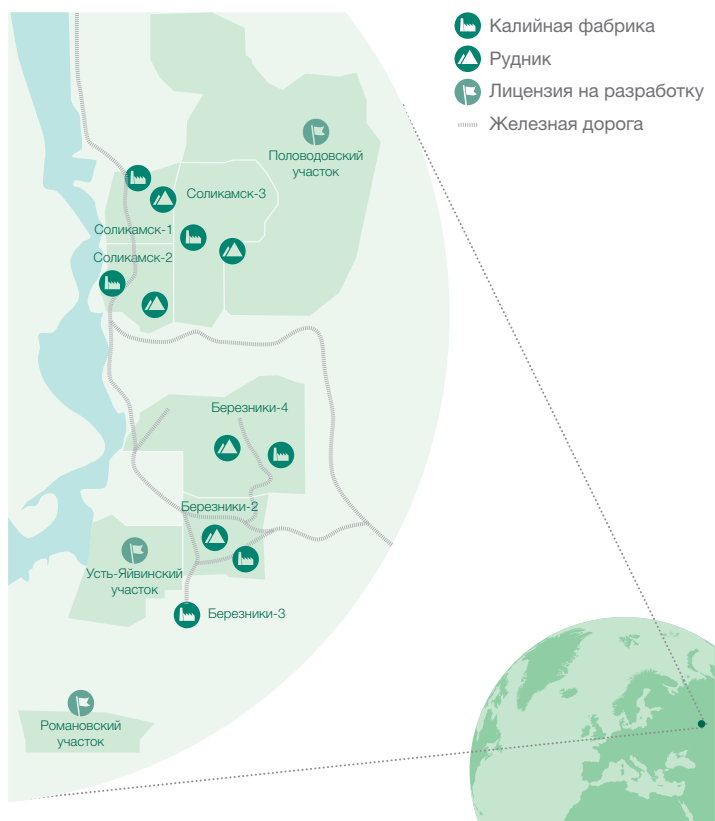 Калийная фабрика
Рудник
Лицензия на разработку
Железная дорога
Половодовский
участок
Соликамск-3
Соликамск-1
Соликамск-2
Березники-4
Березники-2
Усть-Яйвинский
участок
Березники-3
Романовский
участок